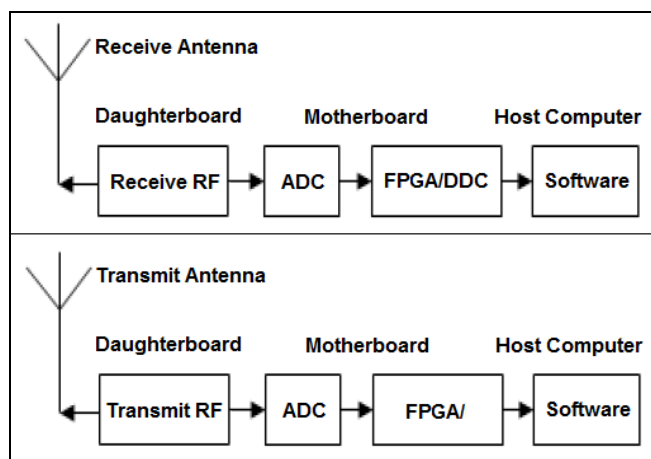 Receive Antenna
Daughterboard Motherboard Host Computer
Receive RF ADC FPGA/DDC Software
Transmit Antenna
Daughterboard Motherboard Host Computer
Transmit RF ADC FPGA/ Software